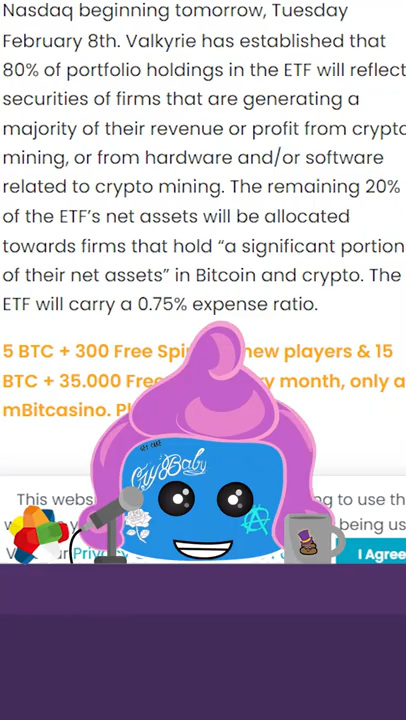 Nasdaq beginning tomorrow, Tuesday
February 8th. Valkyrie has established that
80% of portfolio holdings in the ETF will reflect
securities of firms that are generating a
majority of their revenue or profit from crypto
mining, or from hardware and/or software
related to crypto mining. The remaining 20%
of the ETF’s net assets will be allocated
towards firms that hold “a significant portion
of their net assets” in Bitcoin and crypto. The
ETF will carry a 0.75% expense ratio.
5 BTC + 300 Free new players & 15
BTC + 35.000 month, only a
mBitcasino.
This
to use th
being us
I Agree
GET CAKE
CryBaby